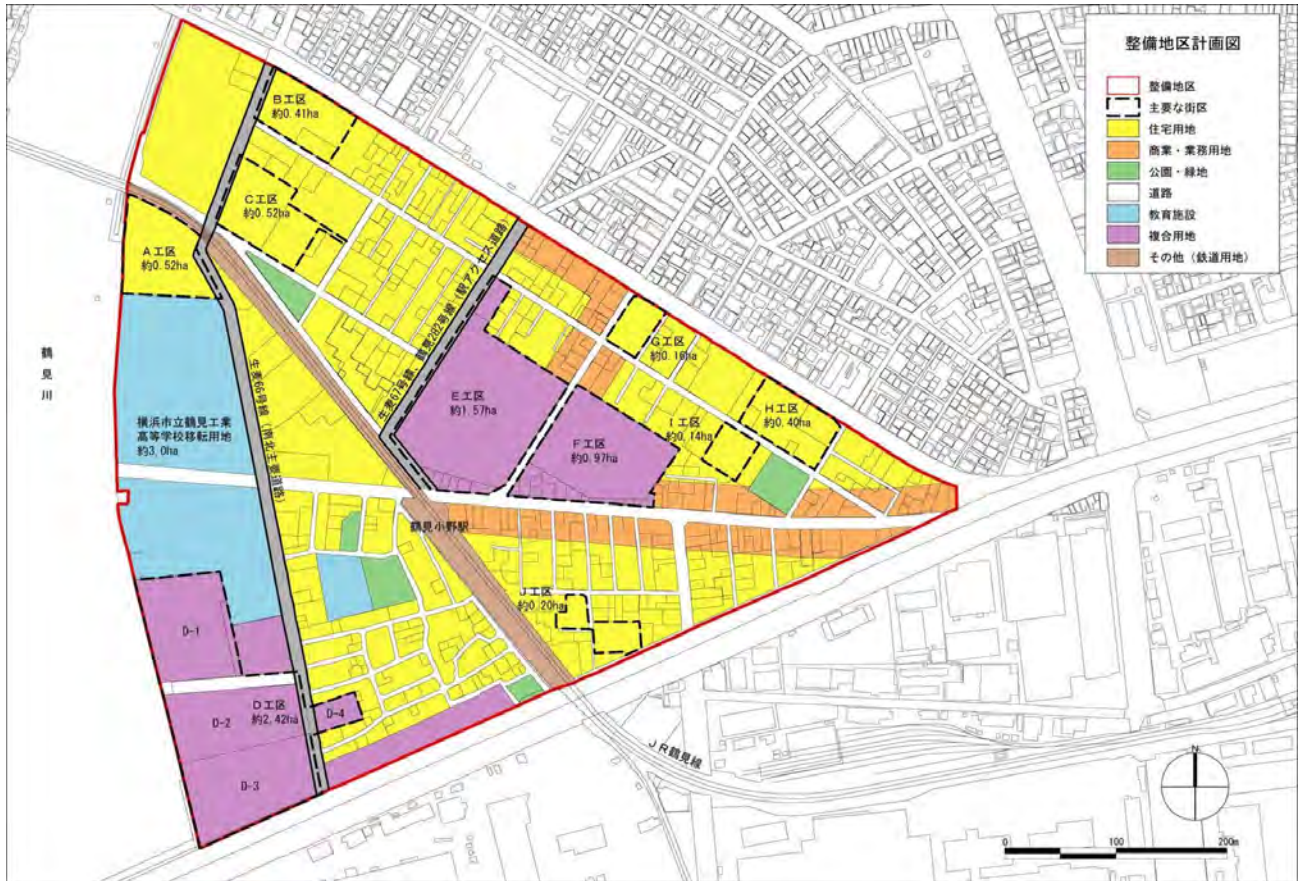 整備地区計画図
整備地区
主要な街区
住宅用地
商業・業務用地
公園・緑地
道路
教育施設
複合用地
その他（鉄道用地）
B工区
約0.41ha
C工区
約0.52ha
A工区
約0.52ha
生麦67号線、鶴見282号線（駅アクセス道路）
G工区
約0.16ha
鶴見川
E工区
約1.57ha
H工区
約0.40ha
I工区
約0.14ha
横浜市立鶴見工業
高等学校移転用地
約3.0ha
生麦66号線（南北主要道路）
F工区
約0.97ha
鶴見小野駅
J工区
約0.20ha
D-1
D工区
約2.42ha
D-2
D-4
D-3
JR鶴見線
N
0 100 200m